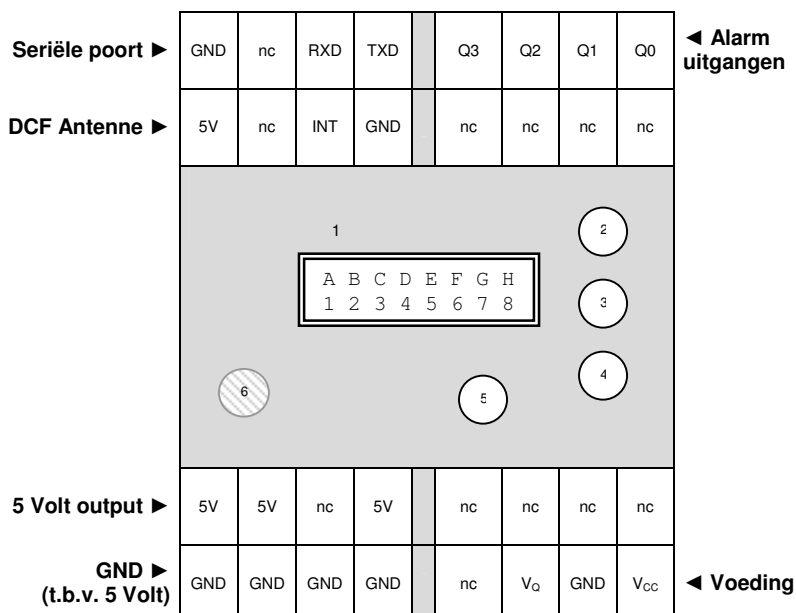 Seriële poort ► GND nc RXD TXD Q3 Q2 Q1 Q0 ◄ Alarm uitgangen
DCF Antenne ► 5V nc INT GND nc nc nc nc
1
2
A B C D E F G H
1 2 3 4 5 6 7 8
3
4
6
5
5 Volt output ► 5V 5V nc 5V nc nc nc nc
GND ►
(t.b.v. 5 Volt) GND GND GND GND nc VQ GND VCC ◄ Voeding